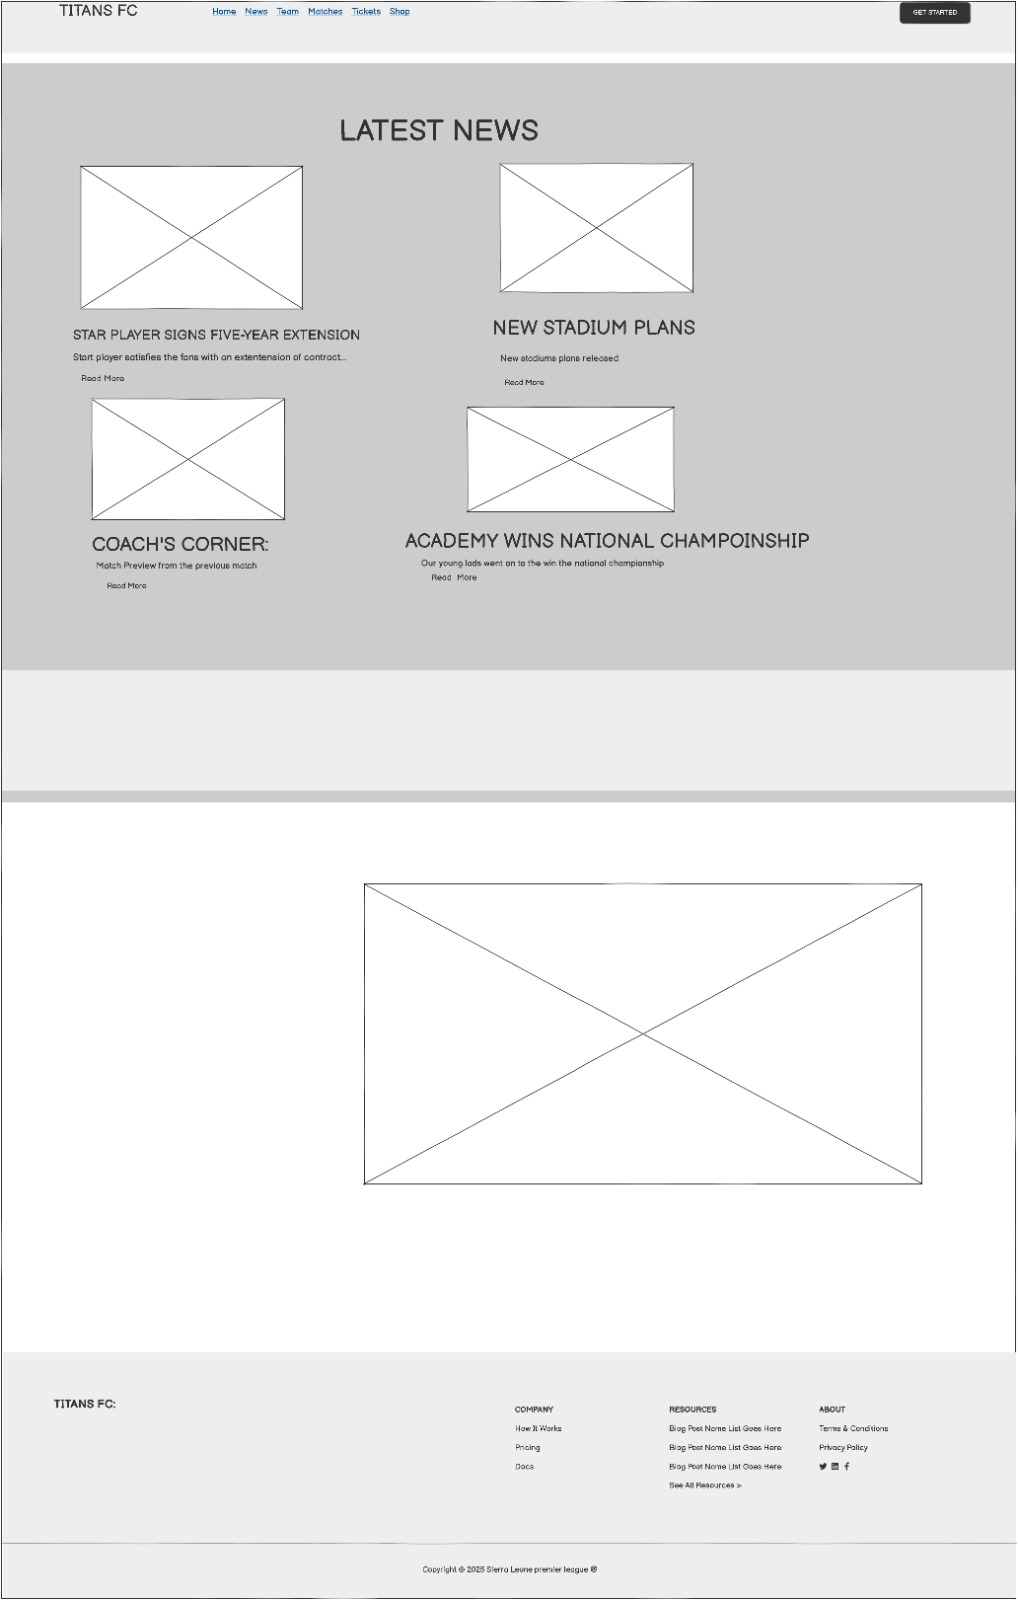 TITANS FC
Home News Team Matches Tickets Shop
GET STARTED
LATEST NEWS
STAR PLAYER SIGNS FIVE-YEAR EXTENSION
Start player satisfies the fans with an extentension of contract...
Read More
NEW STADIUM PLANS
New stadiums plans released
Read More
COACH'S CORNER:
Match Preview from the previous match
Read More
ACADEMY WINS NATIONAL CHAMPOINSHIP
Our young lads went on to the win the national championship
Read More
TITANS FC:
COMPANY
How It Works
Pricing
Docs
RESOURCES
Blog Post Name List Goes Here
Blog Post Name List Goes Here
Blog Post Name List Goes Here
See All Resources >
ABOUT
Terms & Conditions
Privacy Policy
Copyright © 2025 Sierra Leone premier league @